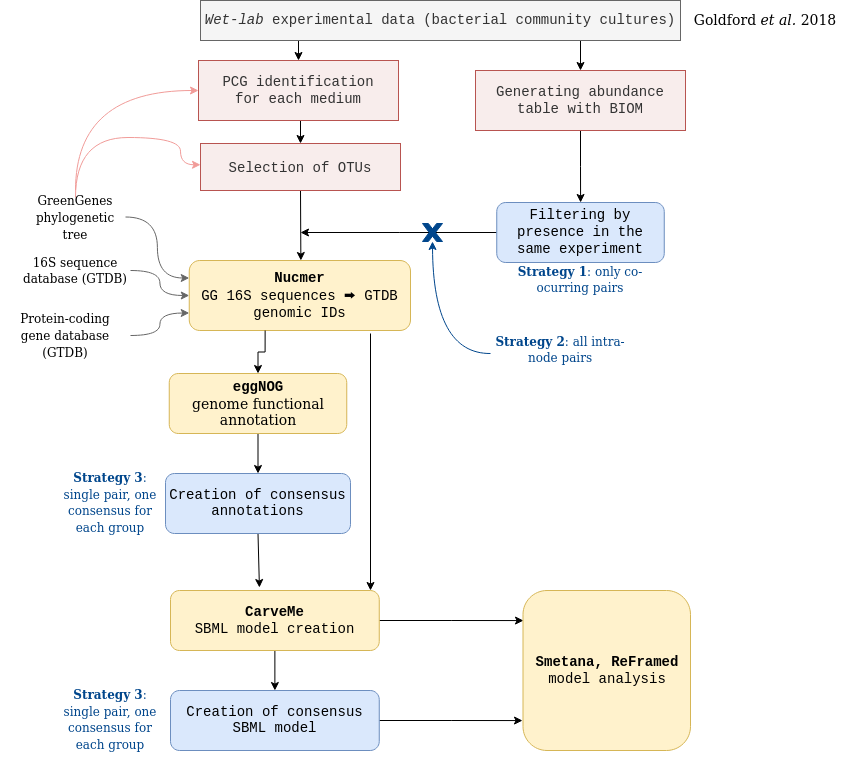 Wet-lab experimental data (bacterial community cultures)
Goldford et al. 2018
PCG identification
for each medium
Generating abundance
table with BIOM
Selection of OTUs
GreenGenes
phylogenetic
tree
Filtering by
presence in the
same experiment
Strategy 1: only co-
ocurring pairs
16S sequence
database (GTDB)
Nucmer
GG 16S sequences ➡ GTDB
genomic IDs
Protein-coding
gene database
(GTDB)
Strategy 2: all intra-
node pairs
eggNOG
genome functional
annotation
Strategy 3:
single pair, one
consensus for
each group
Creation of consensus
annotations
CarveMe
SBML model creation
Smetana, ReFramed
model analysis
Strategy 3:
single pair, one
consensus for
each group
Creation of consensus
SBML model